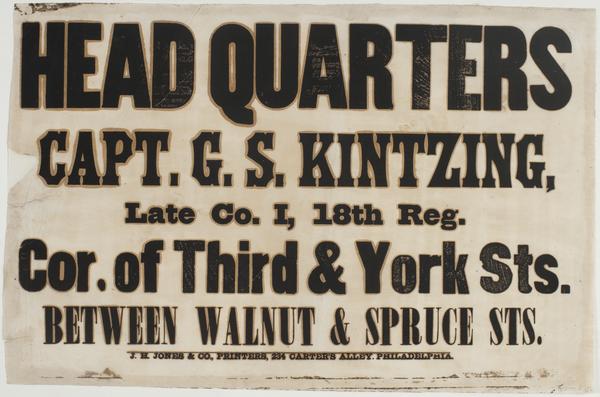 HEAD QUARTERS
CAPT. G. S. KINTZING,
Late Co. I, 18th Reg.
Cor. of Third & York Sts.
BETWEEN WALNUT & SPRUCE STS.
J. H. JONES & CO., PRINTERS, 234 CARTER'S ALLEY, PHILADELPHIA.